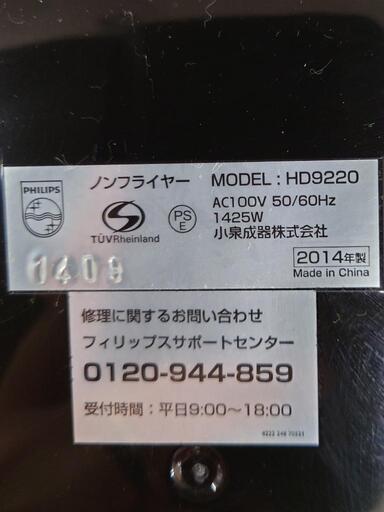 PHILIPS
ノンフライヤー MODEL : HD9220
TÜVRheinland
PS
E
AC100V 50/60Hz
1425W
小泉成器株式会社
2014年製
Made in China
1409
修理に関するお問い合わせ
フィリップスサポートセンター
0120-944-859
受付時間：平日9:00～18:00